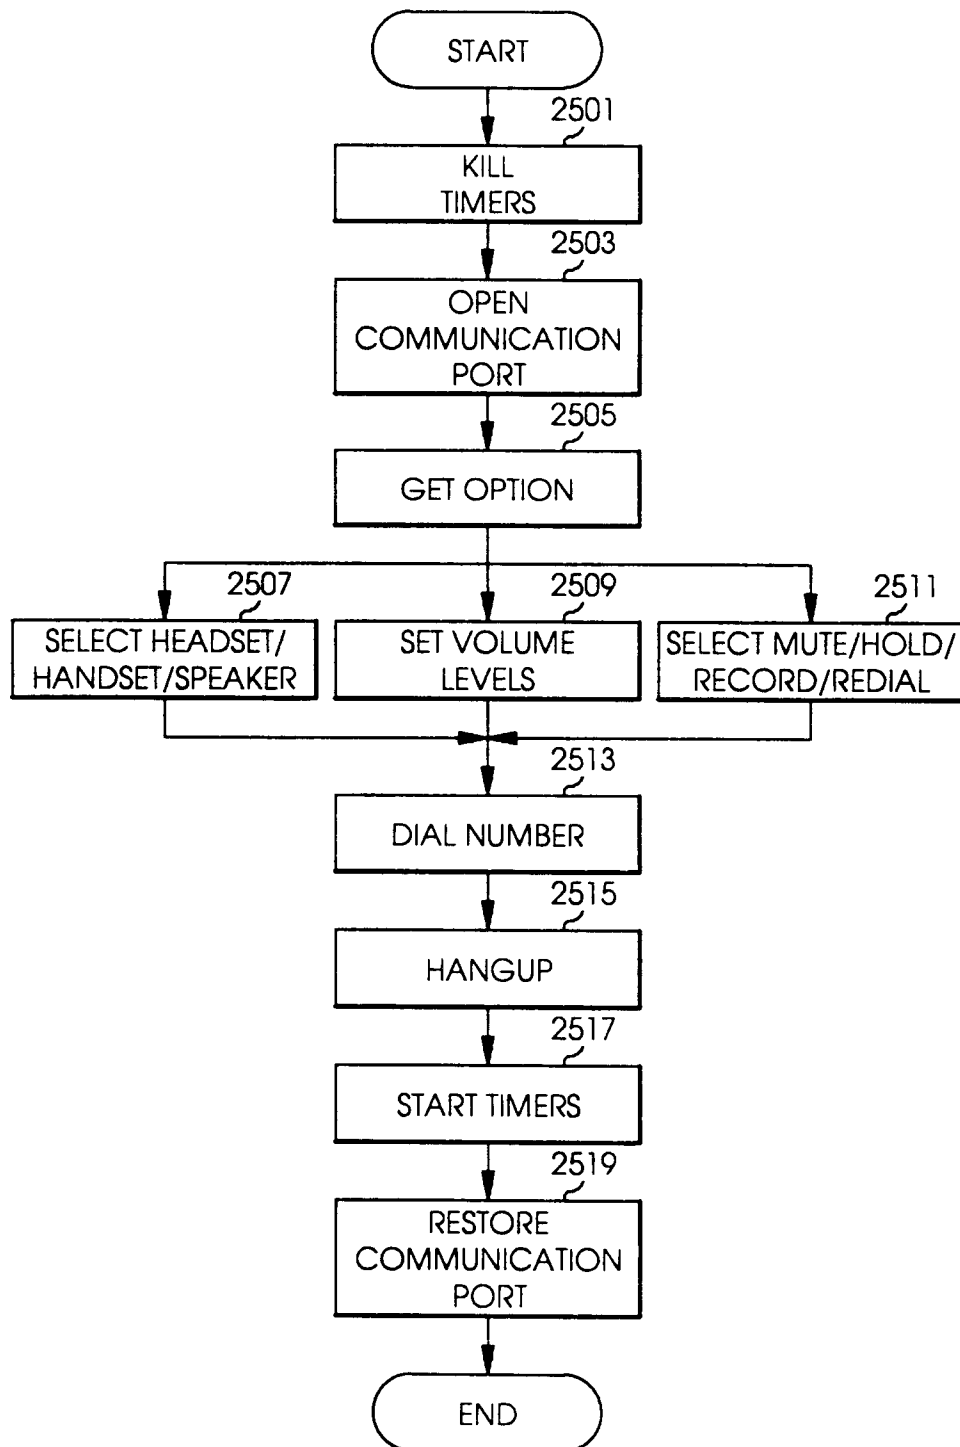 START
2501
KILL
TIMERS
2503
OPEN
COMMUNICATION
PORT
2505
GET OPTION
2507
SELECT HEADSET/
HANDSET/SPEAKER
2509
SET VOLUME
LEVELS
2511
SELECT MUTE/HOLD/
RECORD/REDIAL
2513
DIAL NUMBER
2515
HANGUP
2517
START TIMERS
2519
RESTORE
COMMUNICATION
PORT
END